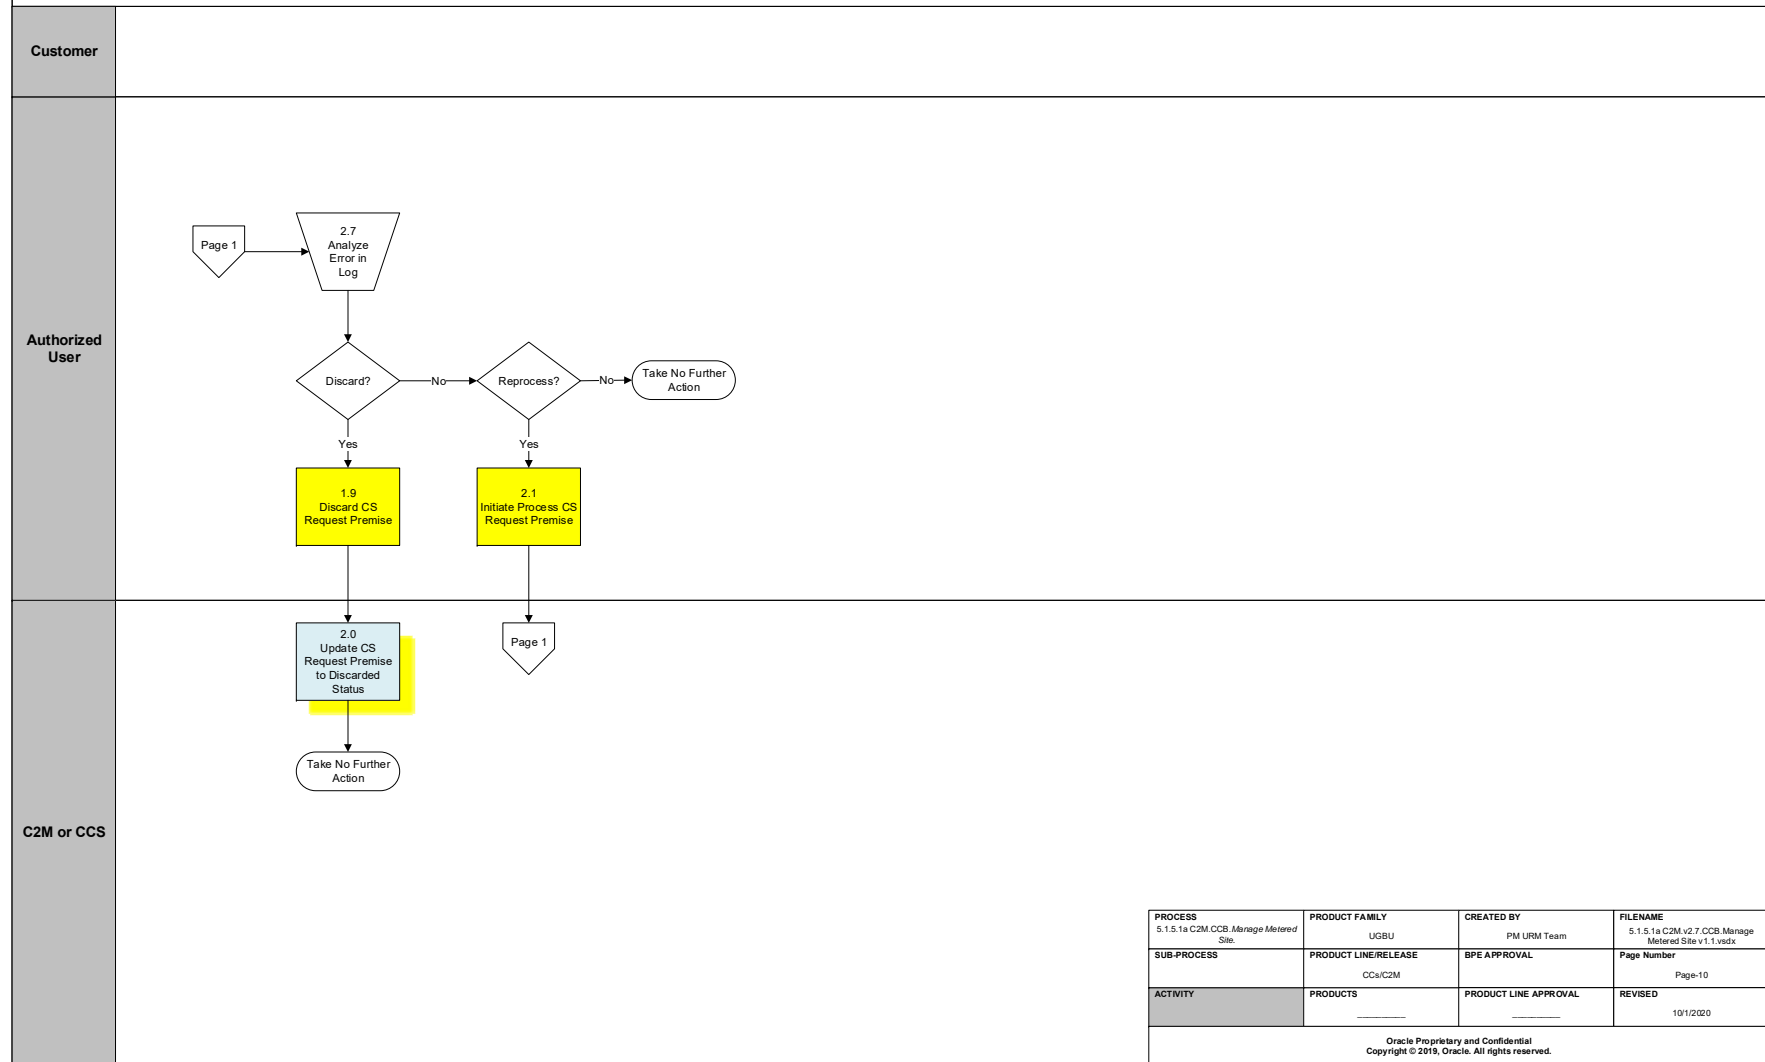 Customer
Authorized
User
C2M or CCS
Page 1
2.7
Analyze
Error in
Log
Discard?
No
Reprocess?
No
Take No Further
Action
Yes
Yes
1.9
Discard CS
Request Premise
2.1
Initiate Process CS
Request Premise
2.0
Update CS
Request Premise
to Discarded
Status
Page 1
Take No Further
Action
PROCESS
5.1.5.1a C2M.CCB.Manage Metered
Site.
PRODUCT FAMILY
UGBU
CREATED BY
PM URM Team
FILENAME
5.1.5.1a C2M.v2.7.CCB.Manage
Metered Site v1.1.vsdx
SUB-PROCESS
PRODUCT LINE/RELEASE
CCs/C2M
BPE APPROVAL
Page Number
Page-10
ACTIVITY
PRODUCTS
PRODUCT LINE APPROVAL
REVISED
10/1/2020
Oracle Proprietary and Confidential
Copyright © 2019, Oracle. All rights reserved.